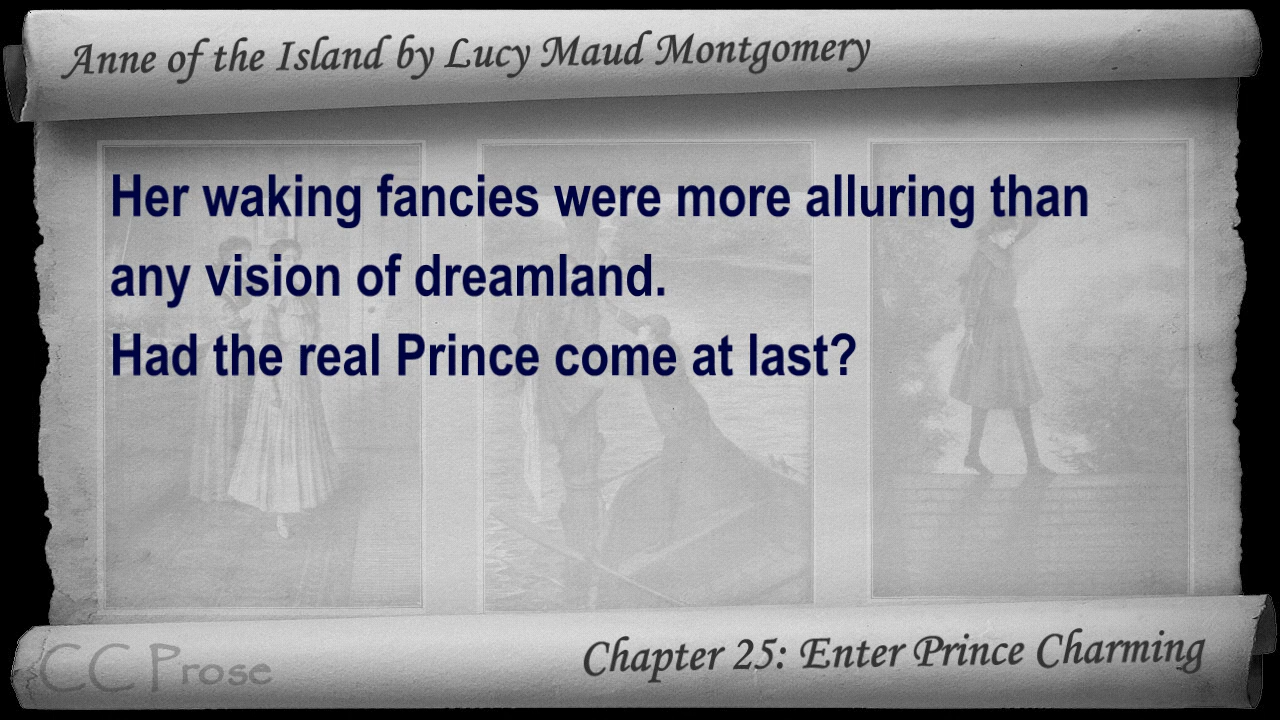 Anne of the Island by Lucy Maud Montgomery
Her waking fancies were more alluring than
any vision of dreamland.
Had the real Prince come at last?
CC Prose
Chapter 25: Enter Prince Charming